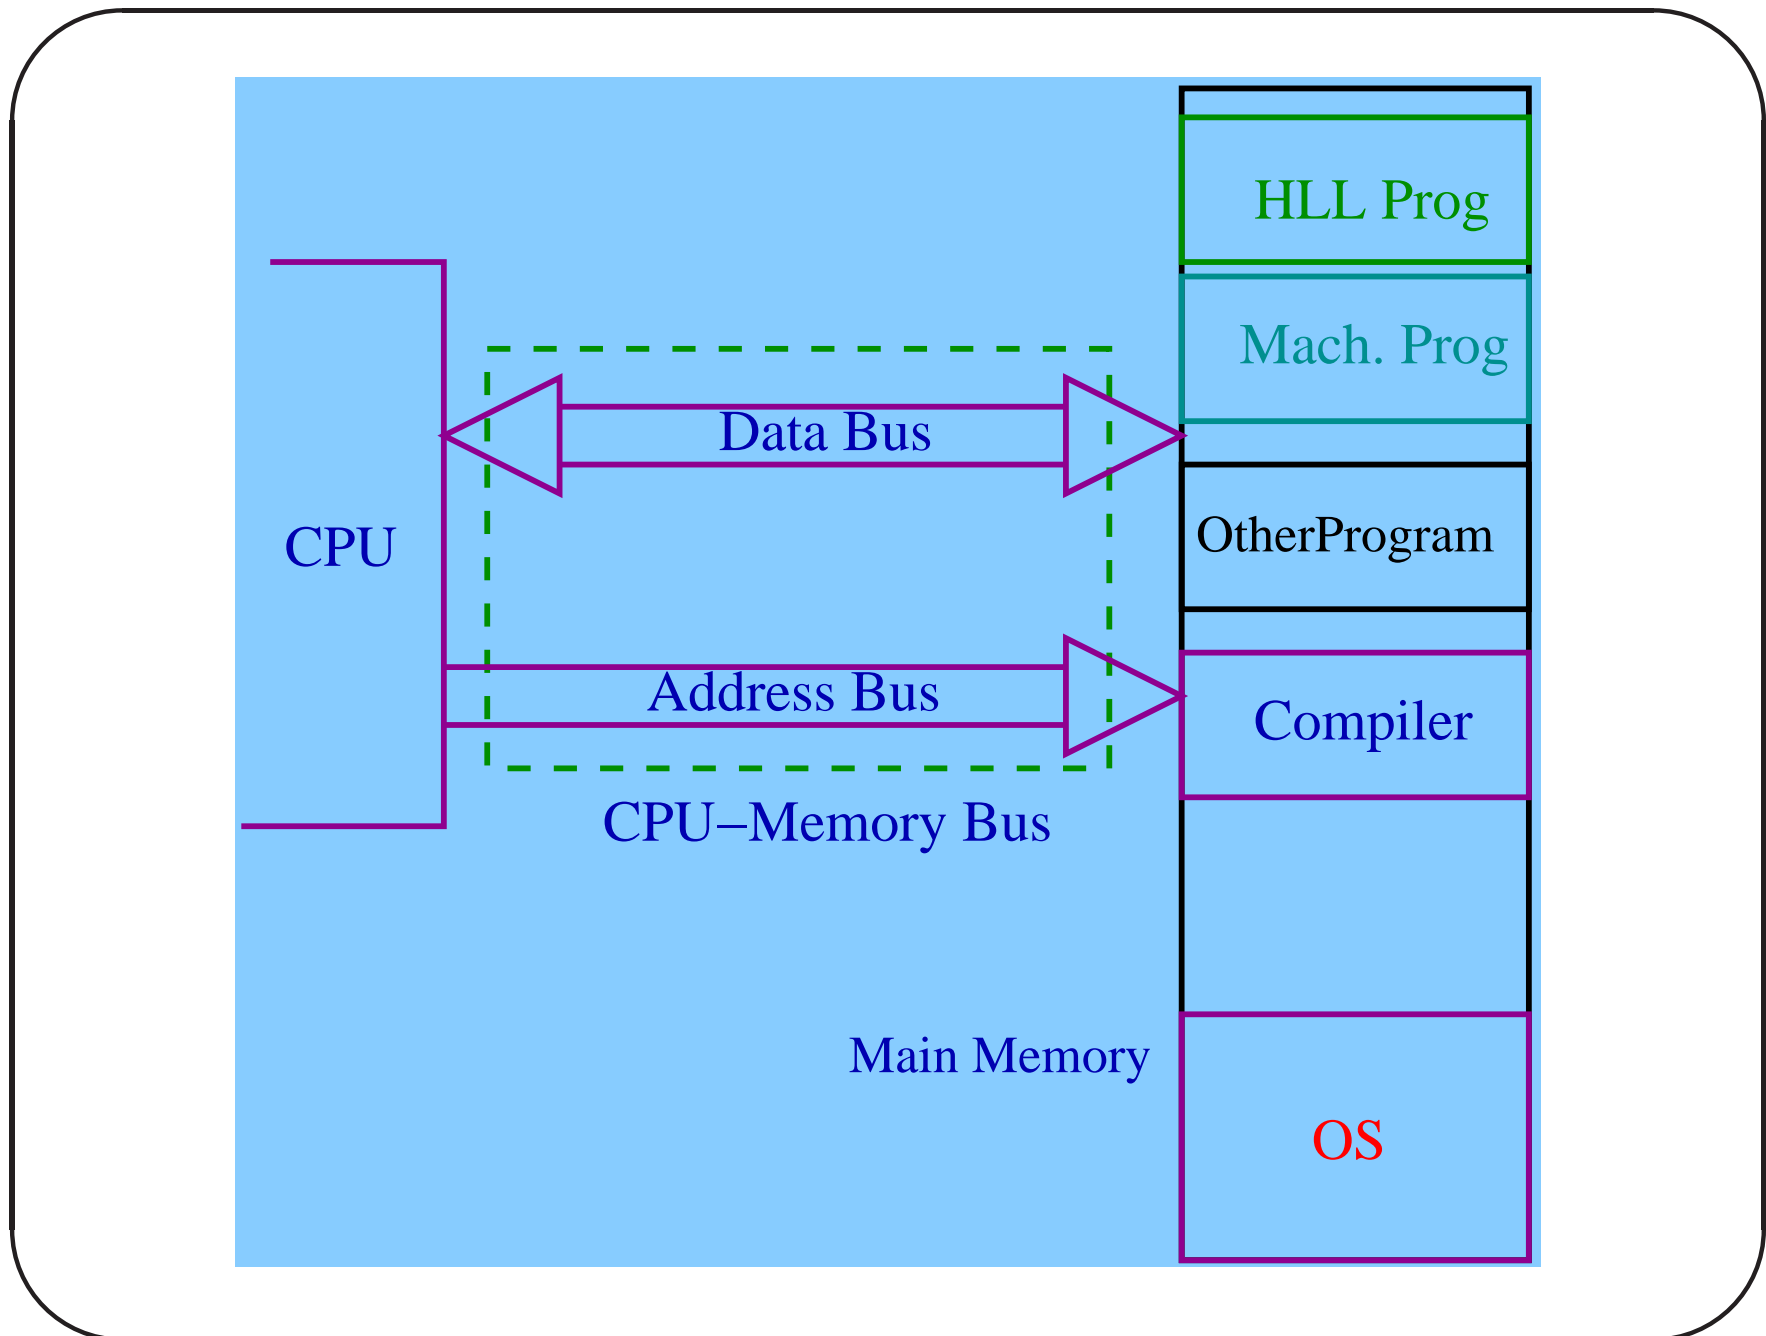 HLL Prog
Mach. Prog
Data Bus
OtherProgram
CPU
Address Bus
Compiler
CPU–Memory Bus
Main Memory
OS